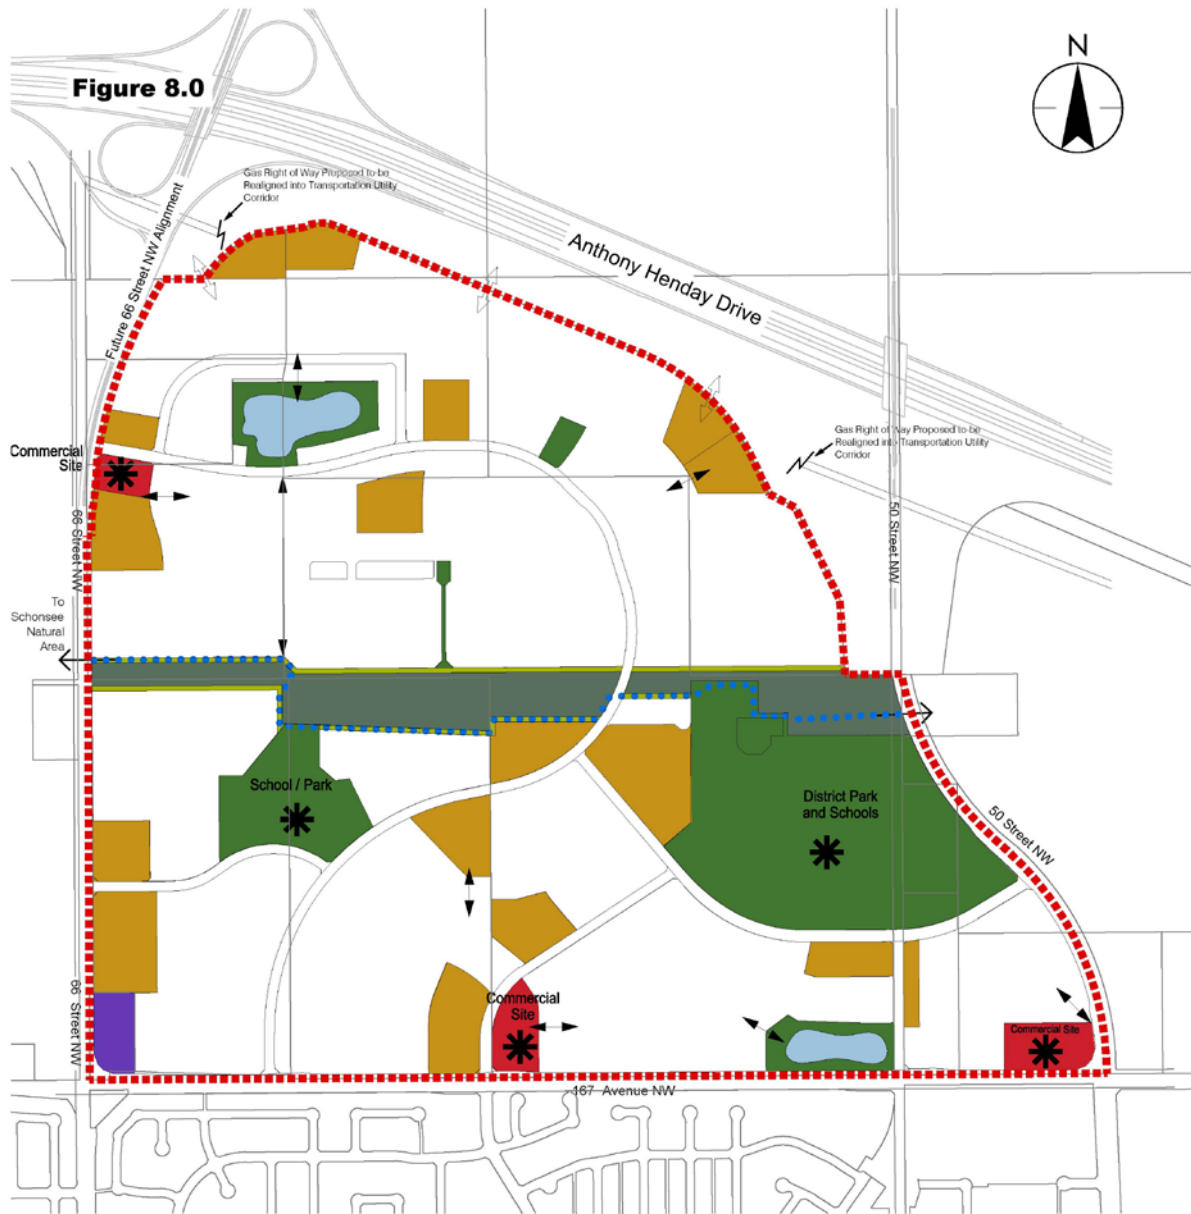 N
Figure 8.0
Gas Right of Way Proposed to be
Realigned into Transportation Utility
Corridor
Future 66 Street NW Alignment
Anthony Henday Drive
Gas Right of Way Proposed to be
Realigned into Transportation Utility
Corridor
Commercial
Site
66 Street NW
50 Street NW
To
Schonsee
Natural
Area
School / Park
District Park
and Schools
50 Street NW
66 Street NW
Commercial
Site
Commercial Site
167 Avenue NW